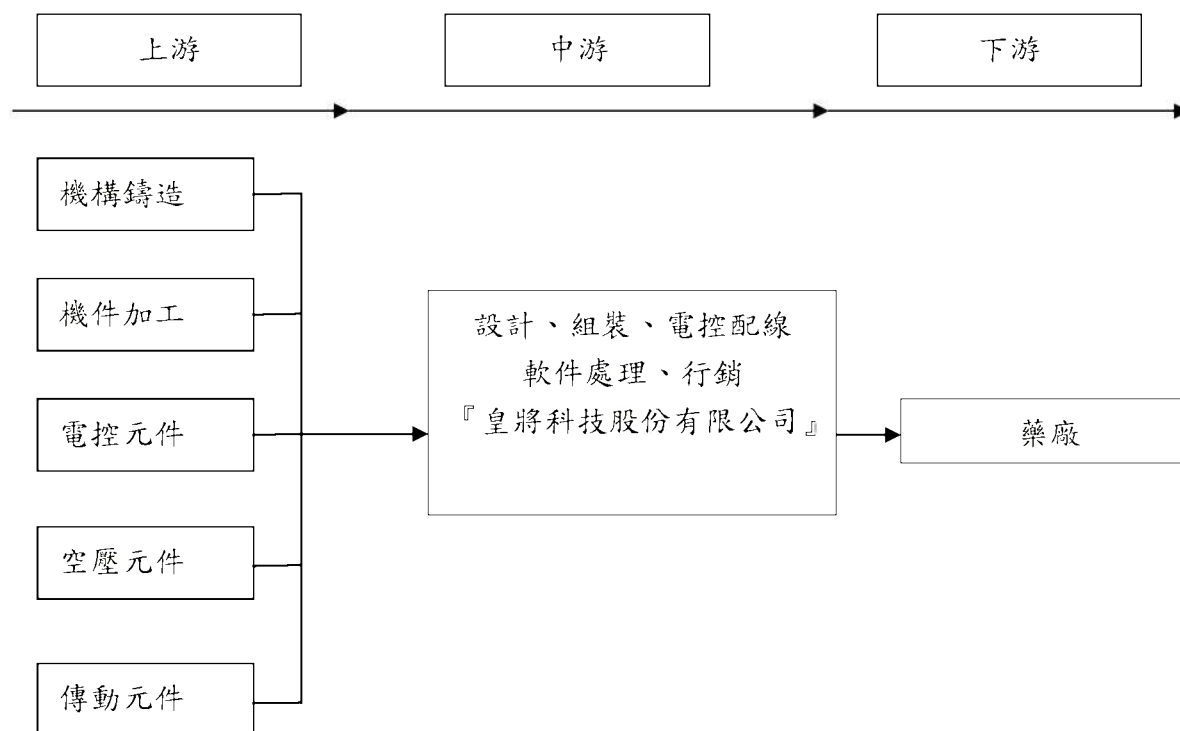 上游
中游
下游
機構鑄造
機件加工
電控元件
空壓元件
傳動元件
設計、組裝、電控配線
軟件處理、行銷
『皇將科技股份有限公司』
藥廠